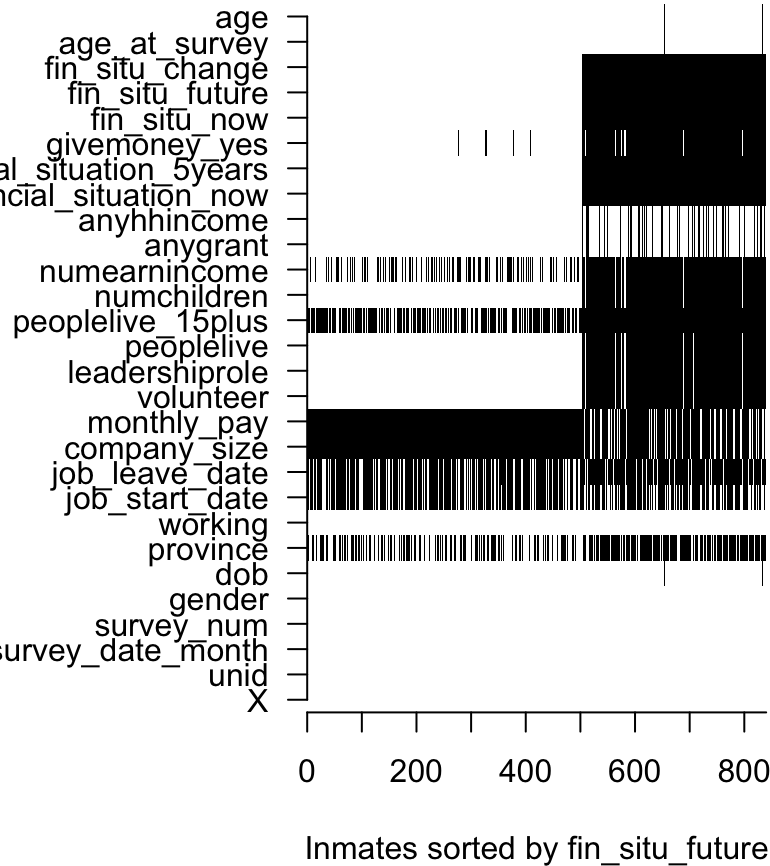 age
age_at_survey
fin_situ_change
fin_situ_future
fin_situ_now
givemoney_yes
al_situation_5years
ncial_situation_now
anyhhincome
anygrant
numearnincome
numchildren
peoplelive_15plus
peoplelive
leadershiprole
volunteer
monthly_pay
company_size
job_leave_date
job_start_date
working
province
dob
gender
survey_num
survey_date_month
unid
X
0 200 400 600 800
Inmates sorted by fin_situ_future